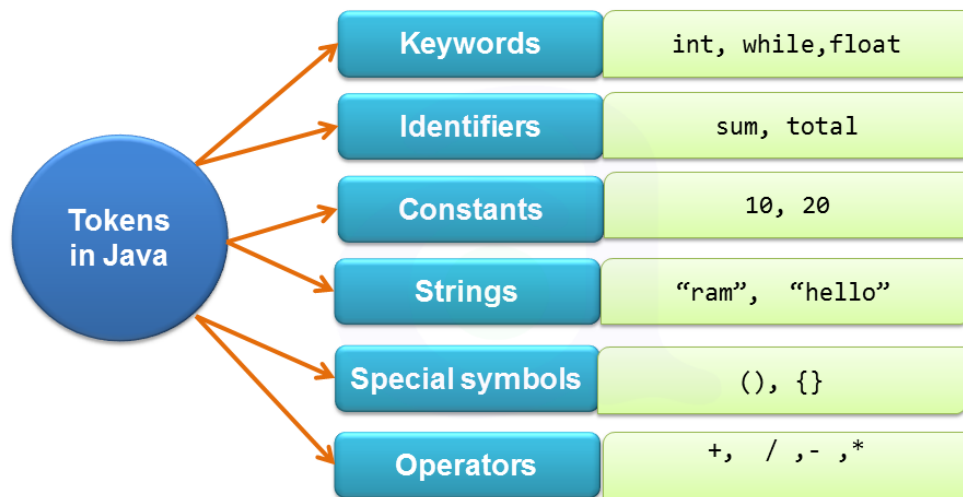 Tokens
in Java
Keywords
int, while,float
Identifiers
sum, total
Constants
10, 20
Strings
“ram”,  “hello”
Special symbols
(), {}
Operators
+,  / ,- ,*